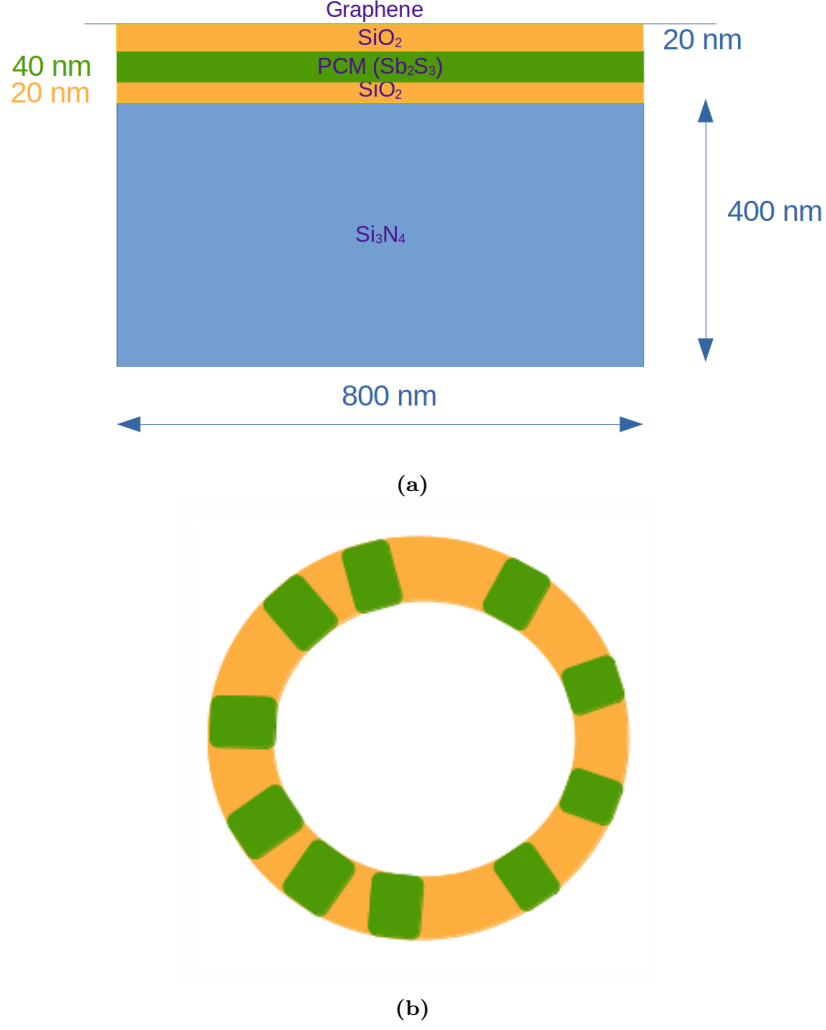 Graphene
SiO₂
20 nm
40 nm
PCM (Sb₂S₃)
20 nm
SiO₂
400 nm
Si₃N₄
800 nm
(a)
(b)